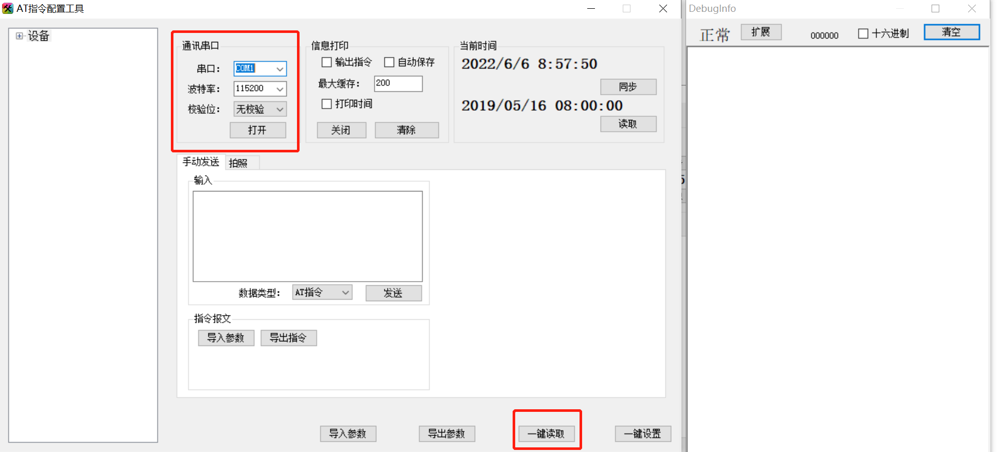 AT指令配置工具
设备
通讯串口
串口： COM1
波特率： 115200
校验位： 无校验
打开
信息打印
输出指令 自动保存
最大缓存： 200
打印时间
关闭 清除
当前时间
2022/6/6 8:57:50
同步
2019/05/16 08:00:00
读取
手动发送 拍照
输入
数据类型： AT指令 发送
指令报文
导入参数 导出指令
导入参数 导出参数 一键读取 一键设置
DebugInfo
正常 扩展 000000 十六进制 清空